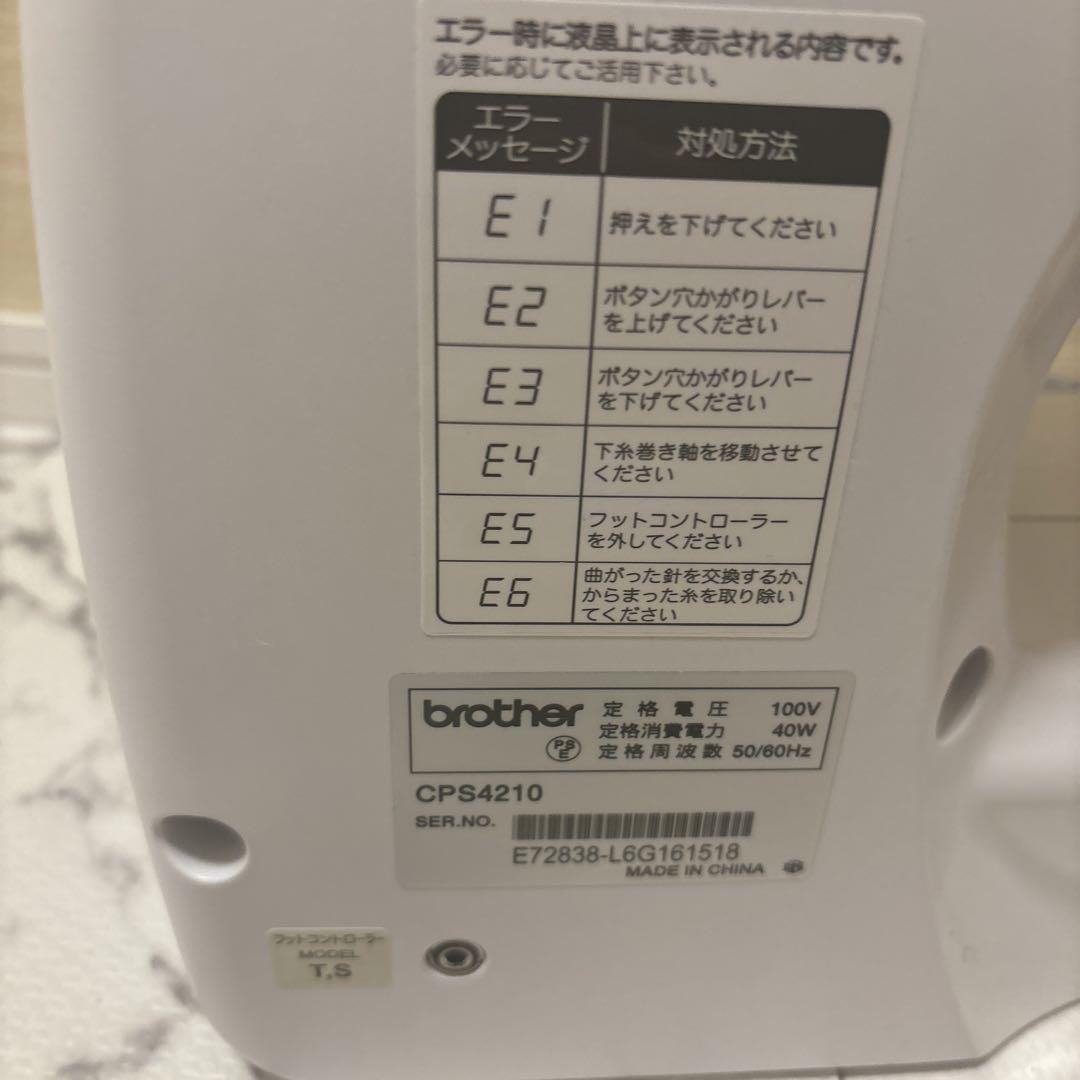 エラー時に液晶上に表示される内容です。
必要に応じてご活用下さい。
エラー
メッセージ
対処方法
E1
押えを下げてください
E2
ボタン穴かがりレバー
を上げてください
E3
ボタン穴かがりレバー
を下げてください
E4
下糸巻き軸を移動させて
ください
E5
フットコントローラー
を外してください
E6
曲がった針を交換するか、
からまった糸を取り除い
てください
brother
定格電圧 100V
定格消費電力 40W
PS
E
定格周波数 50/60Hz
CPS4210
SER.NO.
E72838-L6G161518
MADE IN CHINA
フットコントローラー
MODEL
T,S